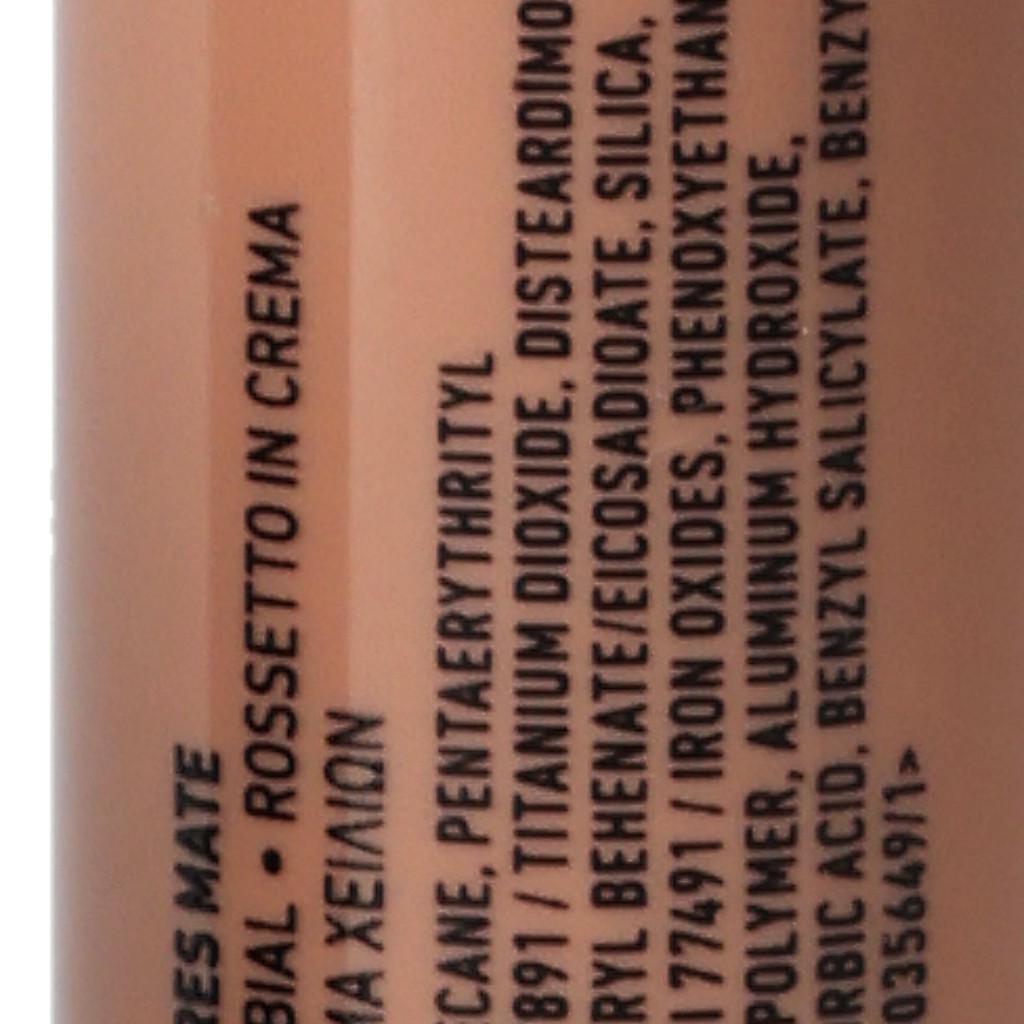 RES MATE
BIAL • ROSSETTO IN CREMA
ΜΑ ΧΕΙΛΙΩΝ
CANE, PENTAERYTHRITYL
891 / TITANIUM DIOXIDE, DISTEARDIMO
RYL BEHENATE/EICOSADIOATE, SILICA,
I 77491 / IRON OXIDES, PHENOXYETHAN
POLYMER, ALUMINUM HYDROXIDE,
RBIC ACID, BENZYL SALICYLATE, BENZY
035649/1>